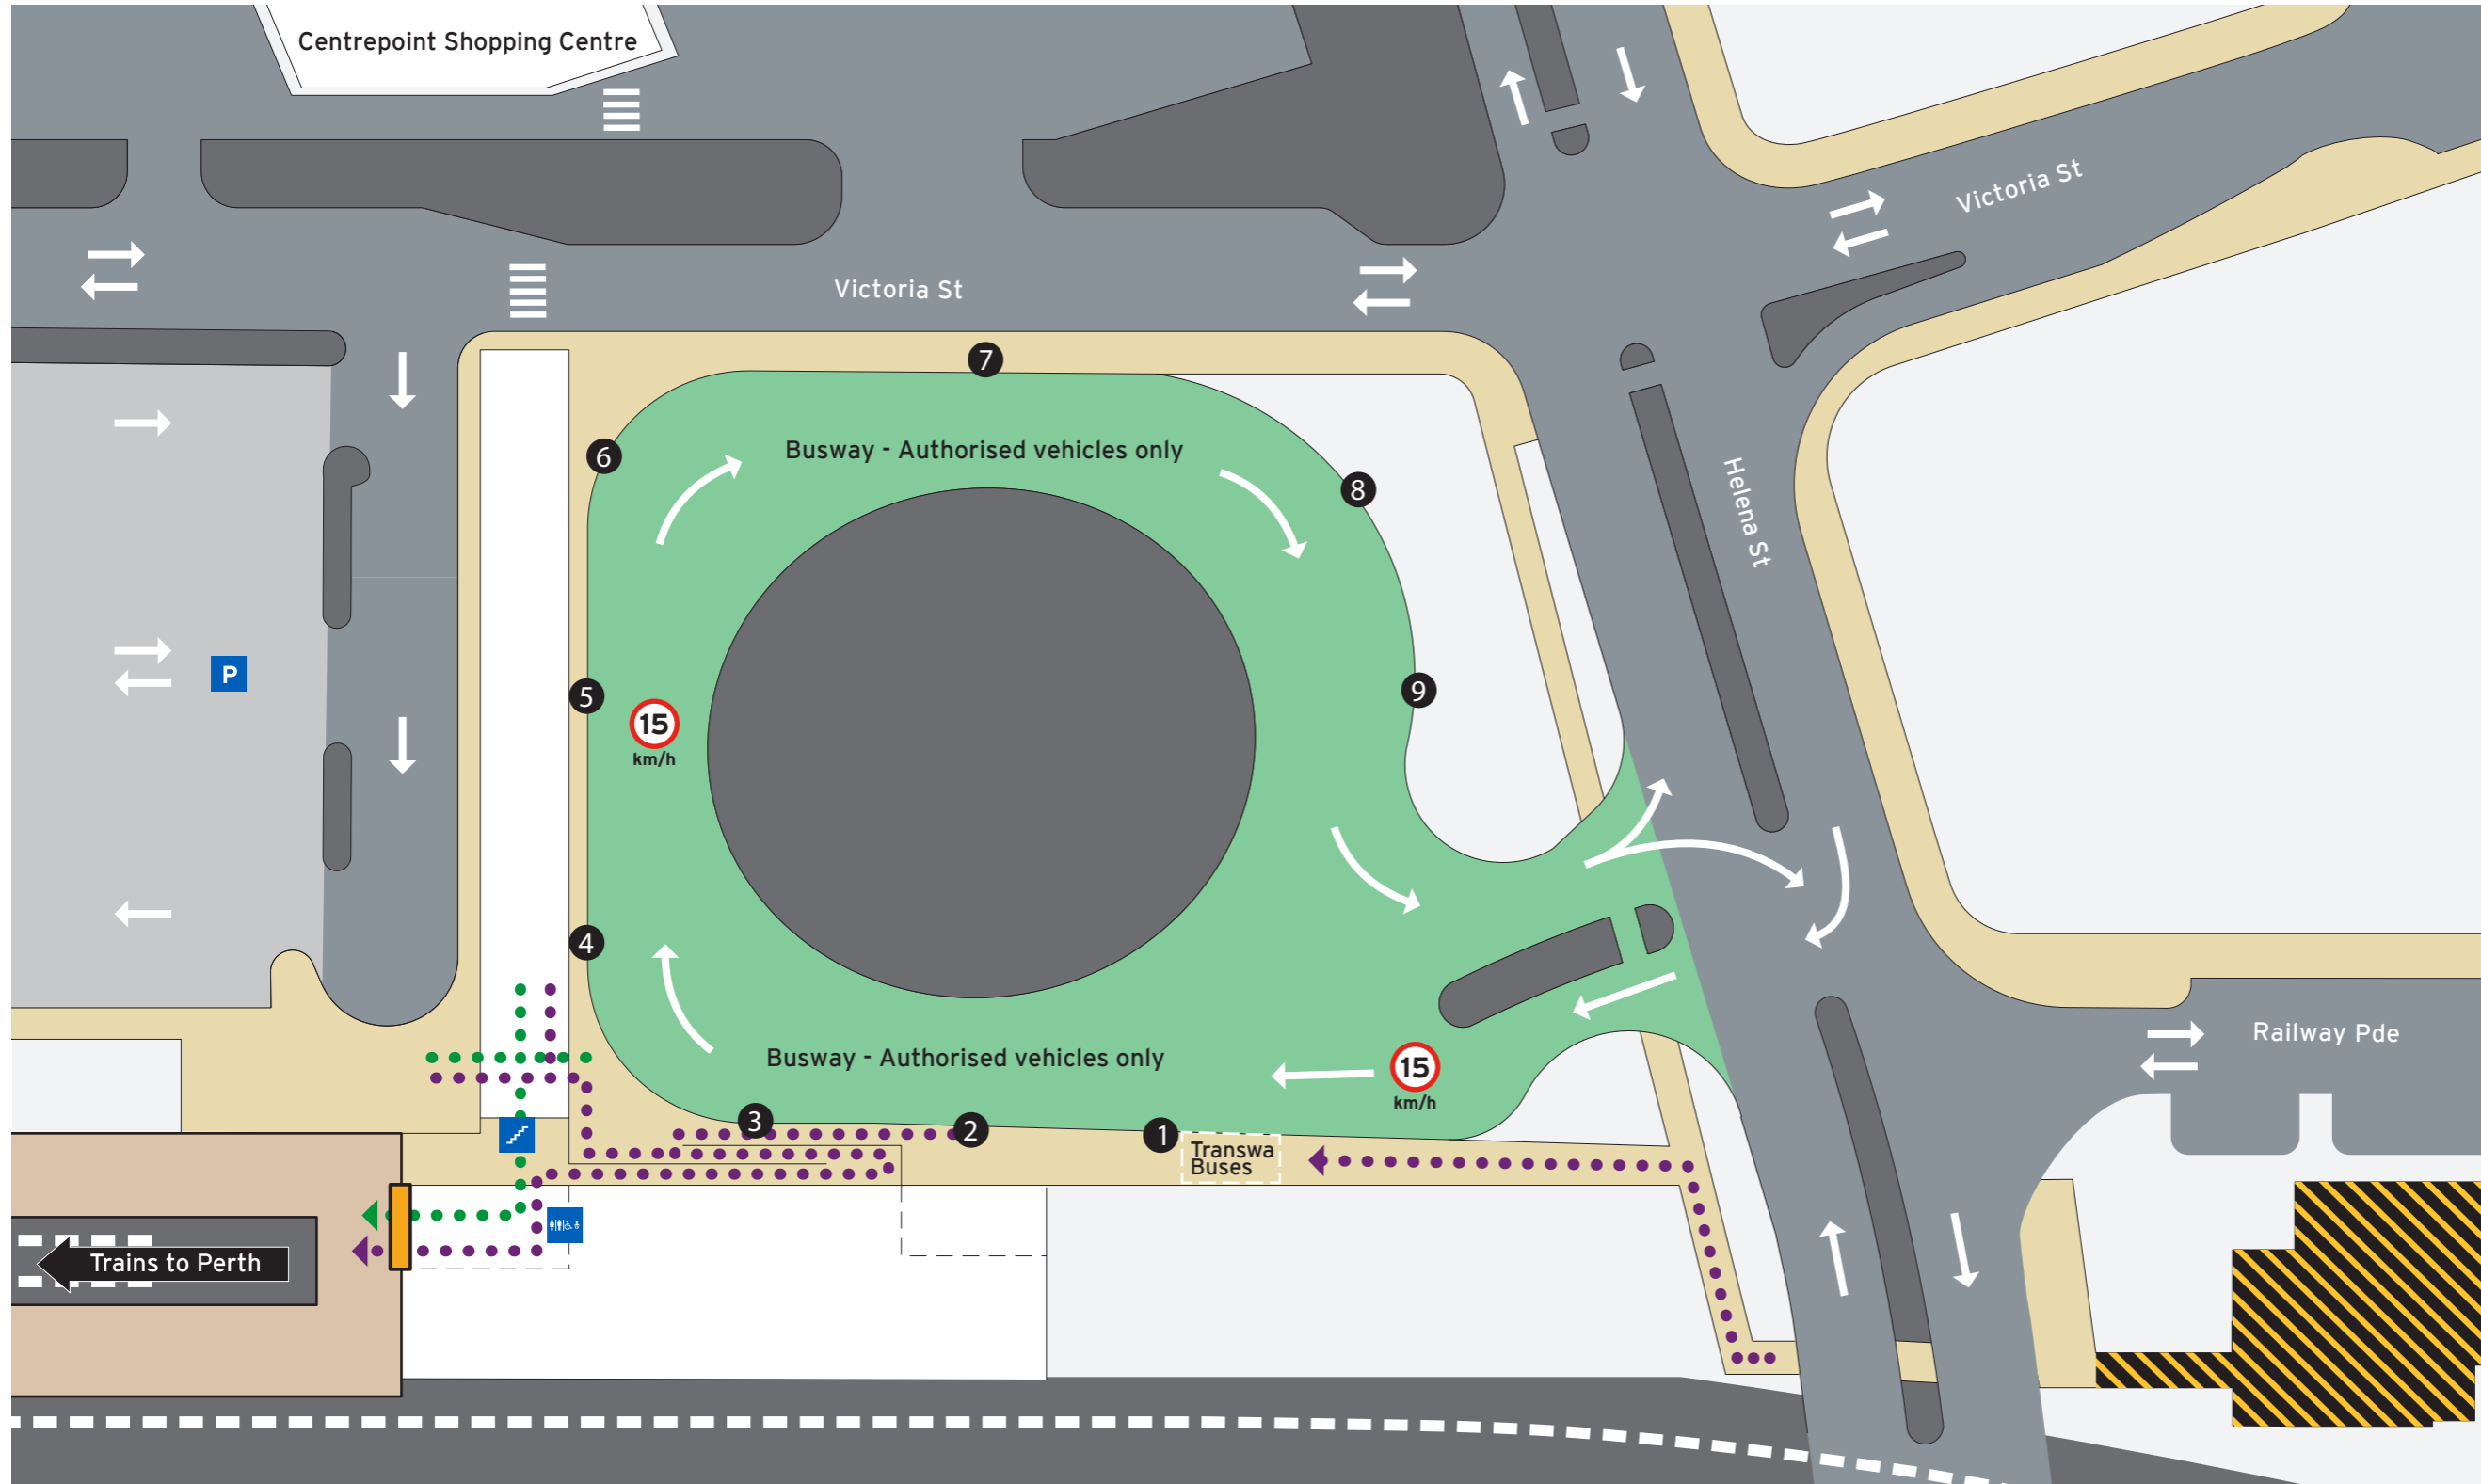 Centrepoint Shopping Centre
Victoria St
Victoria St
7
Busway - Authorised vehicles only
6
8
Helena St
P
5
9
15
km/h
4
Busway - Authorised vehicles only
15
km/h
Railway Pde
3
2
1
Transwa
Buses
Trains to Perth